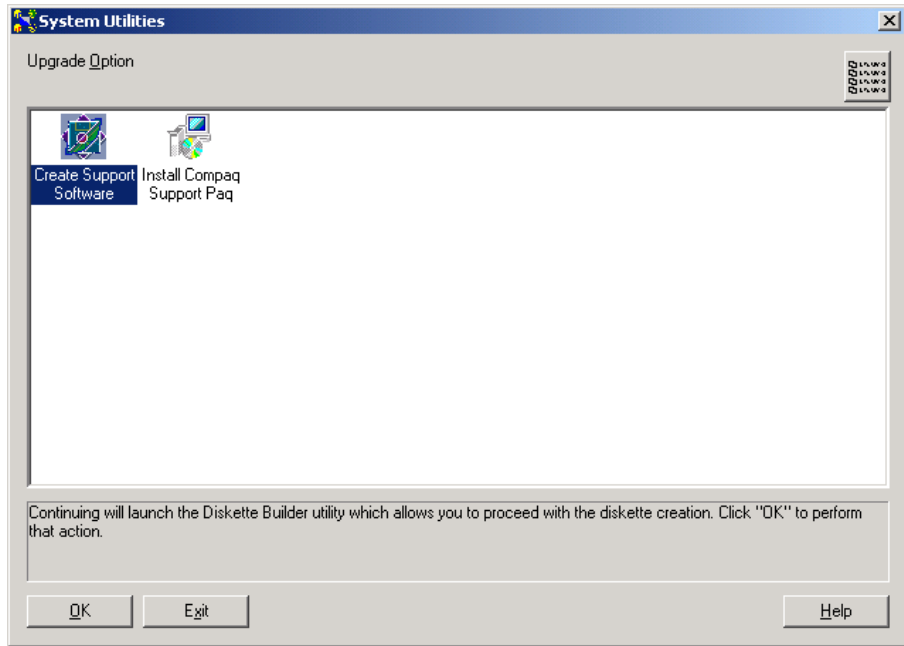 System Utilities
Upgrade Option
Create Support
Software
Install Compaq
Support Paq
Continuing will launch the Diskette Builder utility which allows you to proceed with the diskette creation. Click "OK" to perform
that action.
OK
Exit
Help